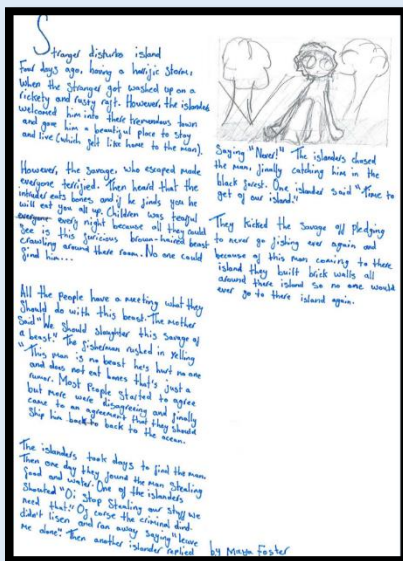 Stranger disturbs island
Four days ago, having a horrific storm,
When the Stranger got washed up on a
rickety and rusty raft. However, the islanders
welcomed him into there tremendous town
and gave him a beautiful place to stay
and live (which felt like home to the man).
However, the savage, who escaped made
everyone terrified. Then heard that the
intruder eats bones and if he finds you he
will eat you all up. Children was tearful
every night because all they could
see is this furicious brown-haired beast
crawling around there room. No one could
find him...
All the people have a meeting what they
should do with this beast. The mother
said "We should slaughter this savage of
a beast." The fisherman rushed in yelling
"This man is no beast he's hurt no one
and does not eat bones that's just a
rumor. Most People started to agree
but more were disagreeing and finally
came to an agreement that they should
Ship him back to back to the ocean.
The islanders took days to find the man.
Then one day they found the man Stealing
food and water. One of the islanders
Shouted "Oi stop Stealing our stuff we
need that." Of corse the criminal dind-
didn't lisen and ran away saying "leave
me alone". Then another islander replied
Saying "Never!" The islanders chased
the man, finally catching him in the
black forest. One islander said "Time to
get of our island."
They kicked the savage off Pledging
to never go fishing ever again and
because of this man coming to there
island they built brick walls all
around there island so no one would
ever go to there island again.
by Maya Foster